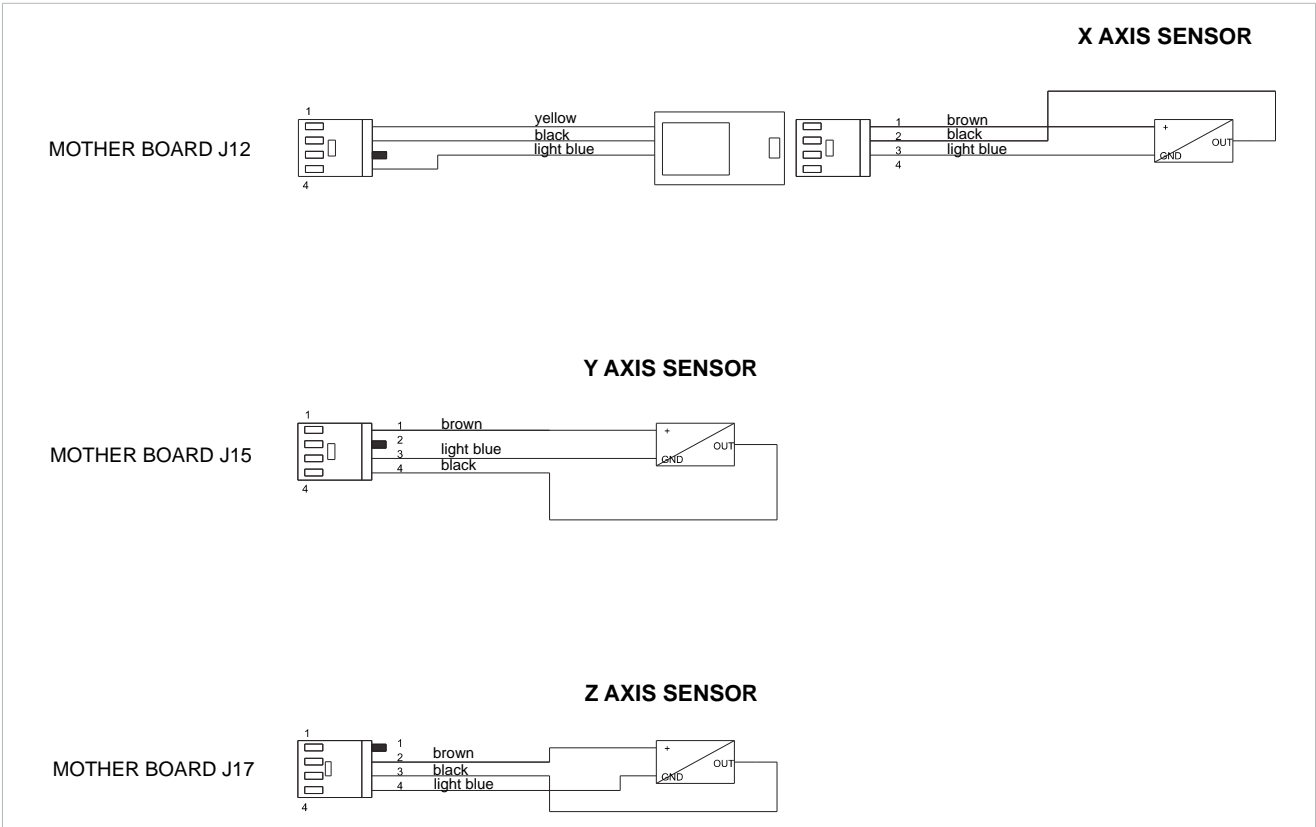 X AXIS SENSOR
MOTHER BOARD J12
1
4
yellow
black
light blue
1
2
3
4
brown
black
light blue
+
GND
OUT
Y AXIS SENSOR
MOTHER BOARD J15
1
4
1
2
3
4
brown
light blue
black
+
GND
OUT
Z AXIS SENSOR
MOTHER BOARD J17
1
4
1
2
3
4
brown
black
light blue
+
GND
OUT